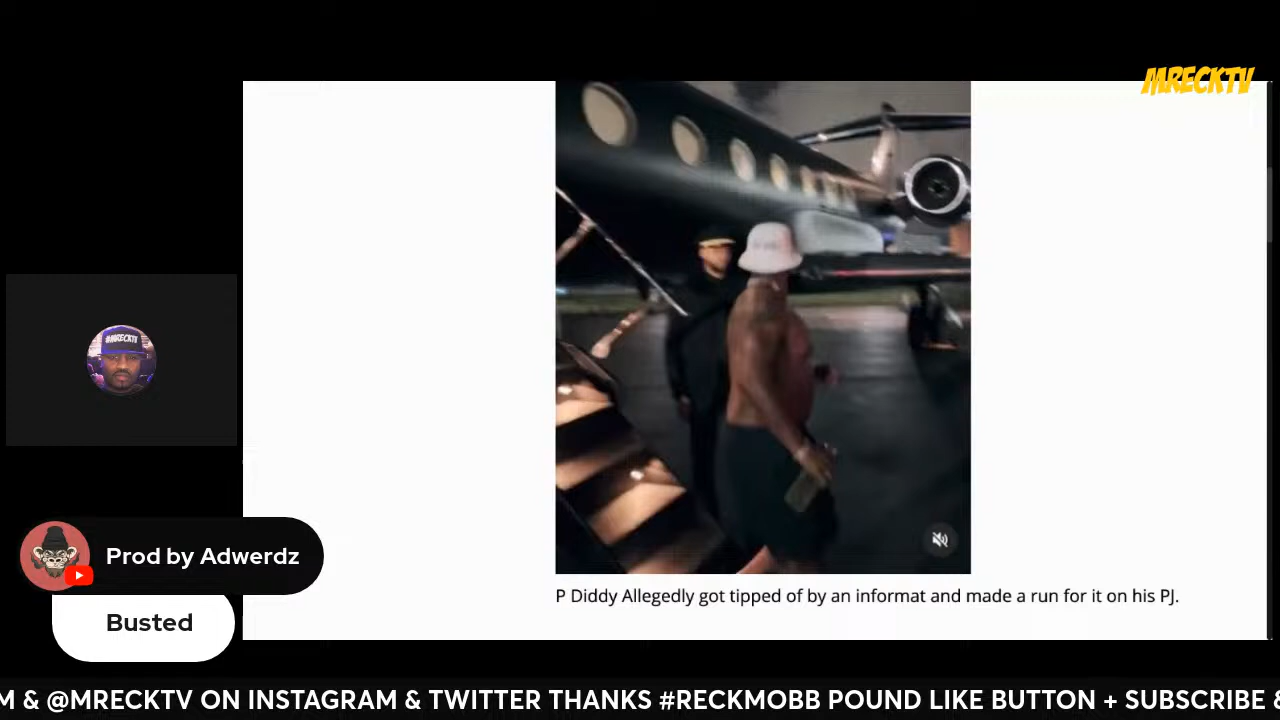 MRECKTV
#MRECKTV
Prod by Adwerdz
Busted
P Diddy Allegedly got tipped of by an informat and made a run for it on his PJ.
M & @MRECKTV ON INSTAGRAM & TWITTER THANKS #RECKMOBB POUND LIKE BUTTON + SUBSCRIBE &